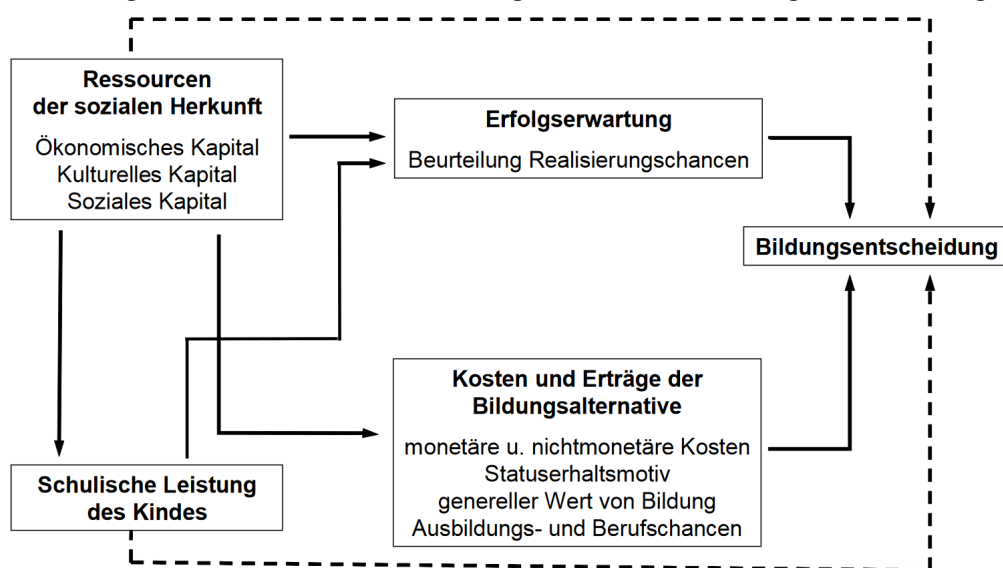 Ressourcen
der sozialen Herkunft
Ökonomisches Kapital
Kulturelles Kapital
Soziales Kapital
Erfolgserwartung
Beurteilung Realisierungschancen
Bildungsentscheidung
Kosten und Erträge der
Bildungsalternative
monetäre u. nichtmonetäre Kosten
Statuserhaltsmotiv
genereller Wert von Bildung
Ausbildungs- und Berufschancen
Schulische Leistung
des Kindes